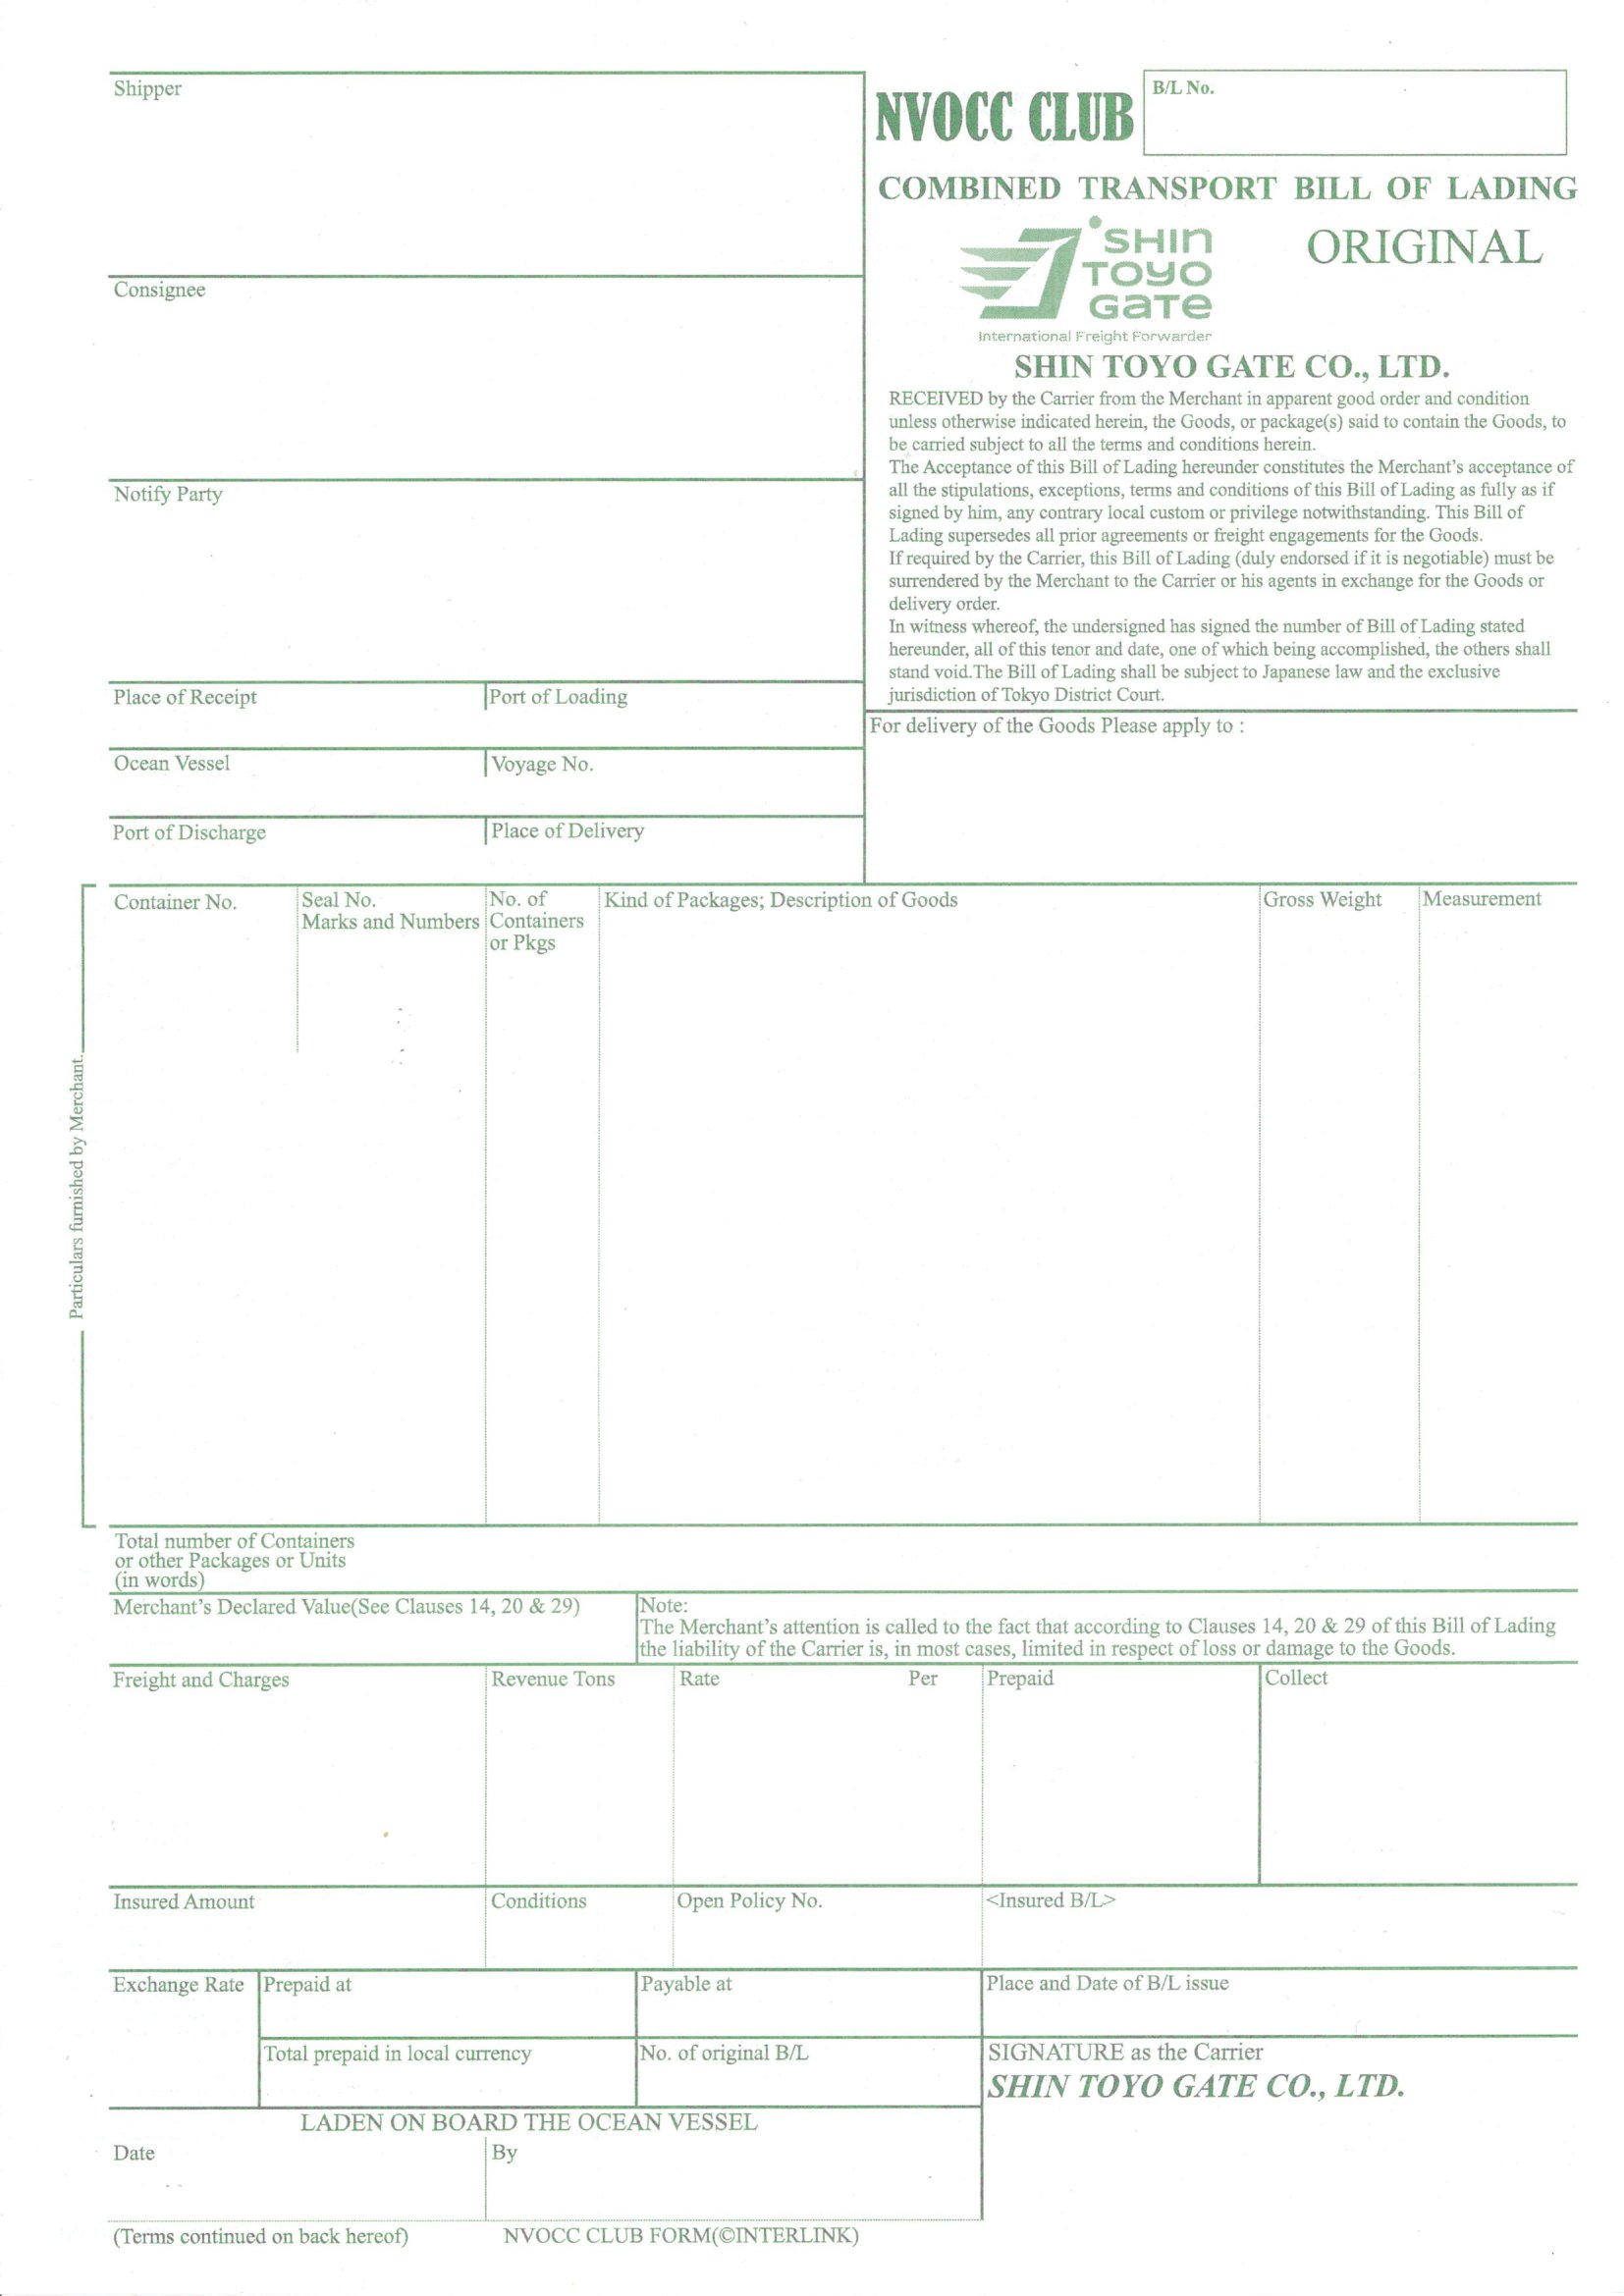 Shipper
NVOCC CLUB
B/L No.
COMBINED TRANSPORT BILL OF LADING
SHIN
TOYO
GATE
International Freight Forwarder
ORIGINAL
SHIN TOYO GATE CO., LTD.
Consignee
RECEIVED by the Carrier from the Merchant in apparent good order and condition
unless otherwise indicated herein, the Goods, or package(s) said to contain the Goods, to
be carried subject to all the terms and conditions herein.
The Acceptance of this Bill of Lading hereunder constitutes the Merchant's acceptance of
all the stipulations, exceptions, terms and conditions of this Bill of Lading as fully as if
signed by him, any contrary local custom or privilege notwithstanding. This Bill of
Lading supersedes all prior agreements or freight engagements for the Goods.
If required by the Carrier, this Bill of Lading (duly endorsed if it is negotiable) must be
surrendered by the Merchant to the Carrier or his agents in exchange for the Goods or
delivery order.
In witness whereof, the undersigned has signed the number of Bill of Lading stated
hereunder, all of this tenor and date, one of which being accomplished, the others shall
stand void.The Bill of Lading shall be subject to Japanese law and the exclusive
jurisdiction of Tokyo District Court.
Notify Party
Place of Receipt
Port of Loading
For delivery of the Goods Please apply to :
Ocean Vessel
Voyage No.
Port of Discharge
Place of Delivery
Container No.
Seal No.
Marks and Numbers
No. of
Containers
or Pkgs
Kind of Packages; Description of Goods
Gross Weight
Measurement
Particulars furnished by Merchant.
Total number of Containers
or other Packages or Units
(in words)
Merchant's Declared Value(See Clauses 14, 20 & 29)
Note:
The Merchant's attention is called to the fact that according to Clauses 14, 20 & 29 of this Bill of Lading
the liability of the Carrier is, in most cases, limited in respect of loss or damage to the Goods.
Freight and Charges
Revenue Tons
Rate
Per
Prepaid
Collect
Insured Amount
Conditions
Open Policy No.
<Insured B/L>
Exchange Rate
Prepaid at
Payable at
Place and Date of B/L issue
Total prepaid in local currency
No. of original B/L
SIGNATURE as the Carrier
SHIN TOYO GATE CO., LTD.
LADEN ON BOARD THE OCEAN VESSEL
Date
By
(Terms continued on back hereof)
NVOCC CLUB FORM(©INTERLINK)